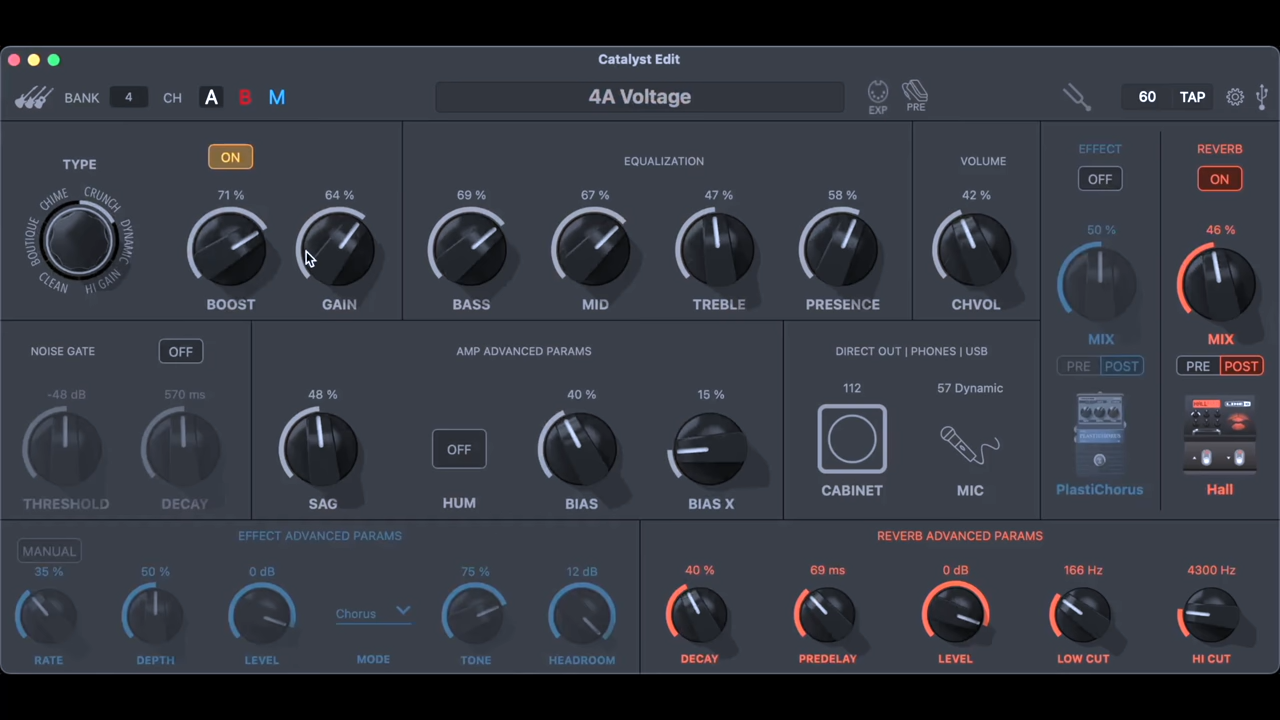 Catalyst Edit
BANK 4 CH A B M
4A Voltage
EXP PRE
60 TAP
TYPE
CHIME CRUNCH DYNAMIC HI GAIN CLEAN BOUTIQUE
ON
71 % 64 %
BOOST GAIN
EQUALIZATION
69 % 67 % 47 % 58 %
BASS MID TREBLE PRESENCE
VOLUME
42 %
CHVOL
EFFECT
OFF
50 %
MIX
PRE POST
PlastiChorus
REVERB
ON
46 %
MIX
PRE POST
HALL LINE 6
Hall
NOISE GATE OFF
-48 dB 570 ms
THRESHOLD DECAY
AMP ADVANCED PARAMS
48 % OFF 40 % 15 %
SAG HUM BIAS BIAS X
DIRECT OUT | PHONES | USB
112 57 Dynamic
CABINET MIC
EFFECT ADVANCED PARAMS
MANUAL
35 % 50 % 0 dB Chorus 75 % 12 dB
RATE DEPTH LEVEL MODE TONE HEADROOM
REVERB ADVANCED PARAMS
40 % 69 ms 0 dB 166 Hz 4300 Hz
DECAY PREDELAY LEVEL LOW CUT HI CUT